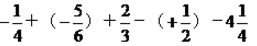 -1/4 + （-5/6）+ 2/3 - （+1/2）-4 1/4